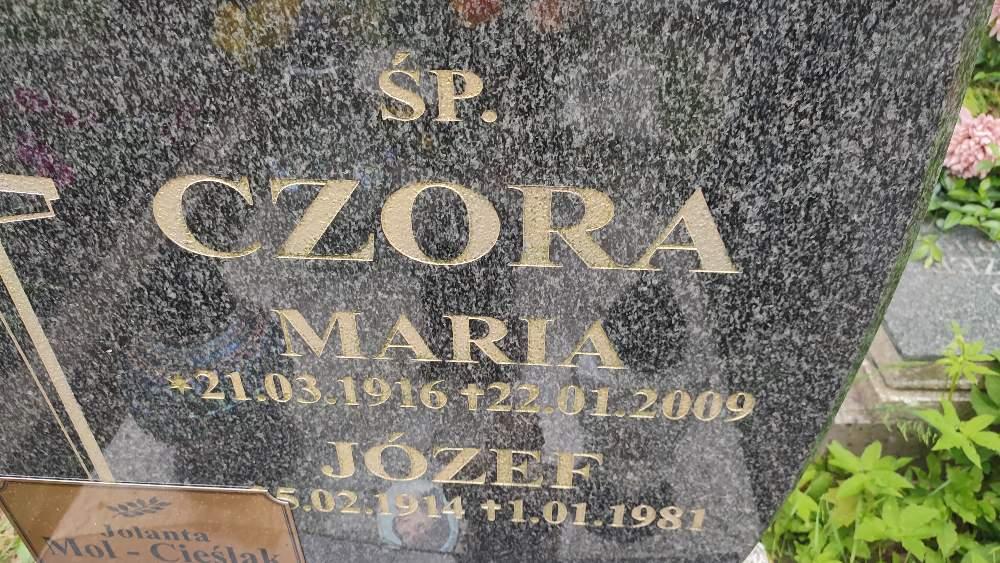 ŚP.
CZORA
MARIA
*21.03.1916 †22.01.2009
JÓZEF
5.02.1914 †1.01.1981
Jolanta
Mol - Cieślak